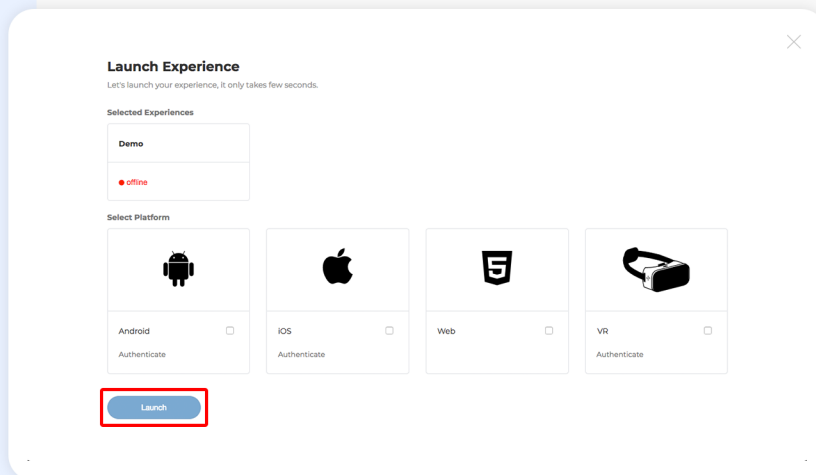 Launch Experience
Let's launch your experience, it only takes few seconds.
Selected Experiences
Demo
offline
Select Platform
Android
iOS
Web
VR
Authenticate
Authenticate
Authenticate
Launch